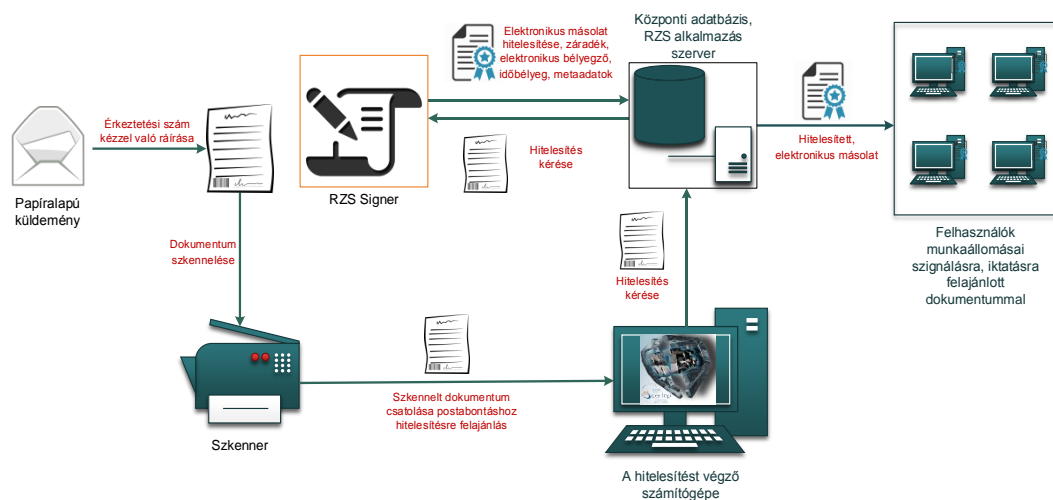 Elektronikus másolat
hitelesítése, záradék,
elektronikus bélyegző,
időbélyeg, metaadatok
Központi adatbázis,
RZS alkalmazás
szerver
Érkeztetési szám
kézzel való ráírása
Papíralapú
küldemény
RZS Signer
Hitelesítés
kérése
Hitelesített,
elektronikus másolat
Felhasználók
munkaállomásai
szignálásra, iktatásra
felajánlott
dokumentummal
Dokumentum
szkennelése
Hitelesítés
kérése
Szkennelt dokumentum
csatolása postabontáshoz
hitelesítésre felajánlás
Szkenner
A hitelesítést végző
számítógépe